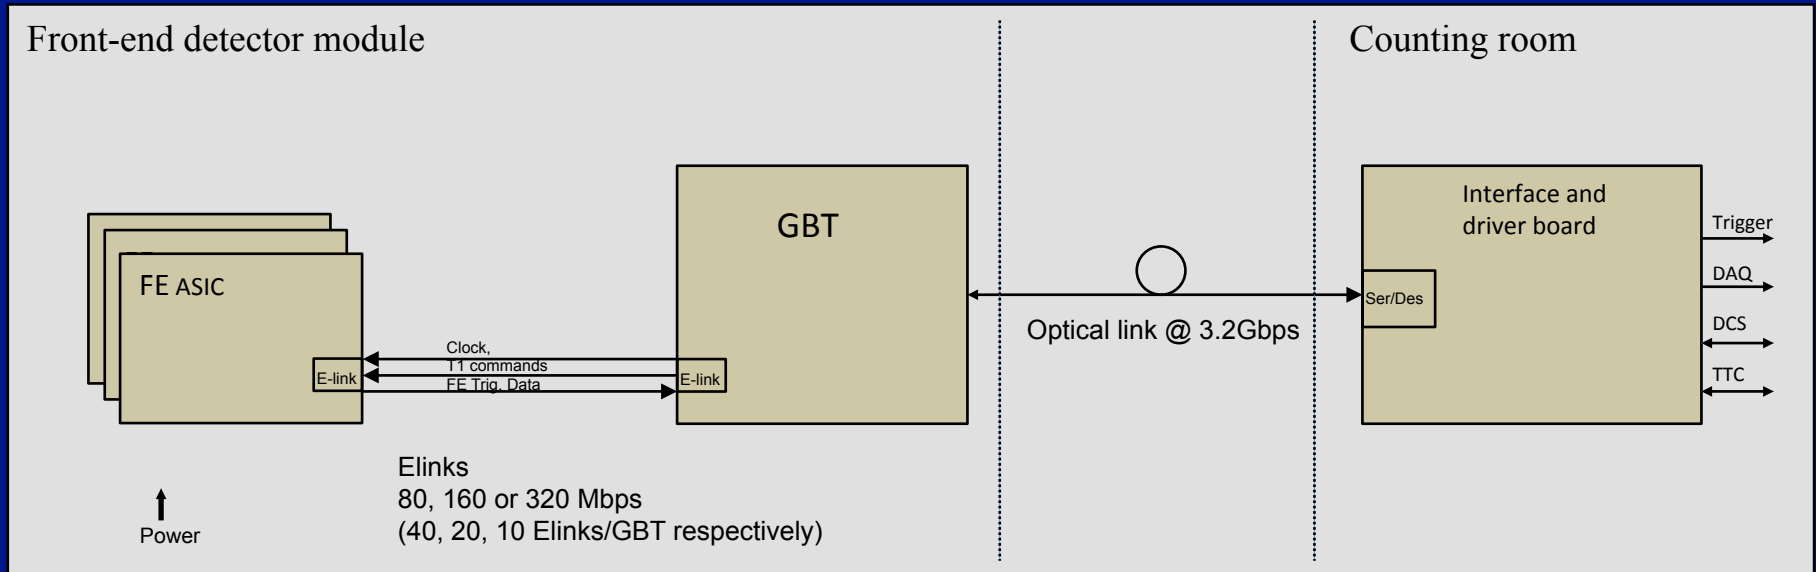 Front-end detector module
Counting room
FE ASIC
E-link
Clock,
T1 commands
FE Trig, Data
E-link
GBT
Optical link @ 3.2Gbps
Ser/Des
Interface and
driver board
Trigger
DAQ
DCS
TTC
Elinks
80, 160 or 320 Mbps
(40, 20, 10 Elinks/GBT respectively)
Power